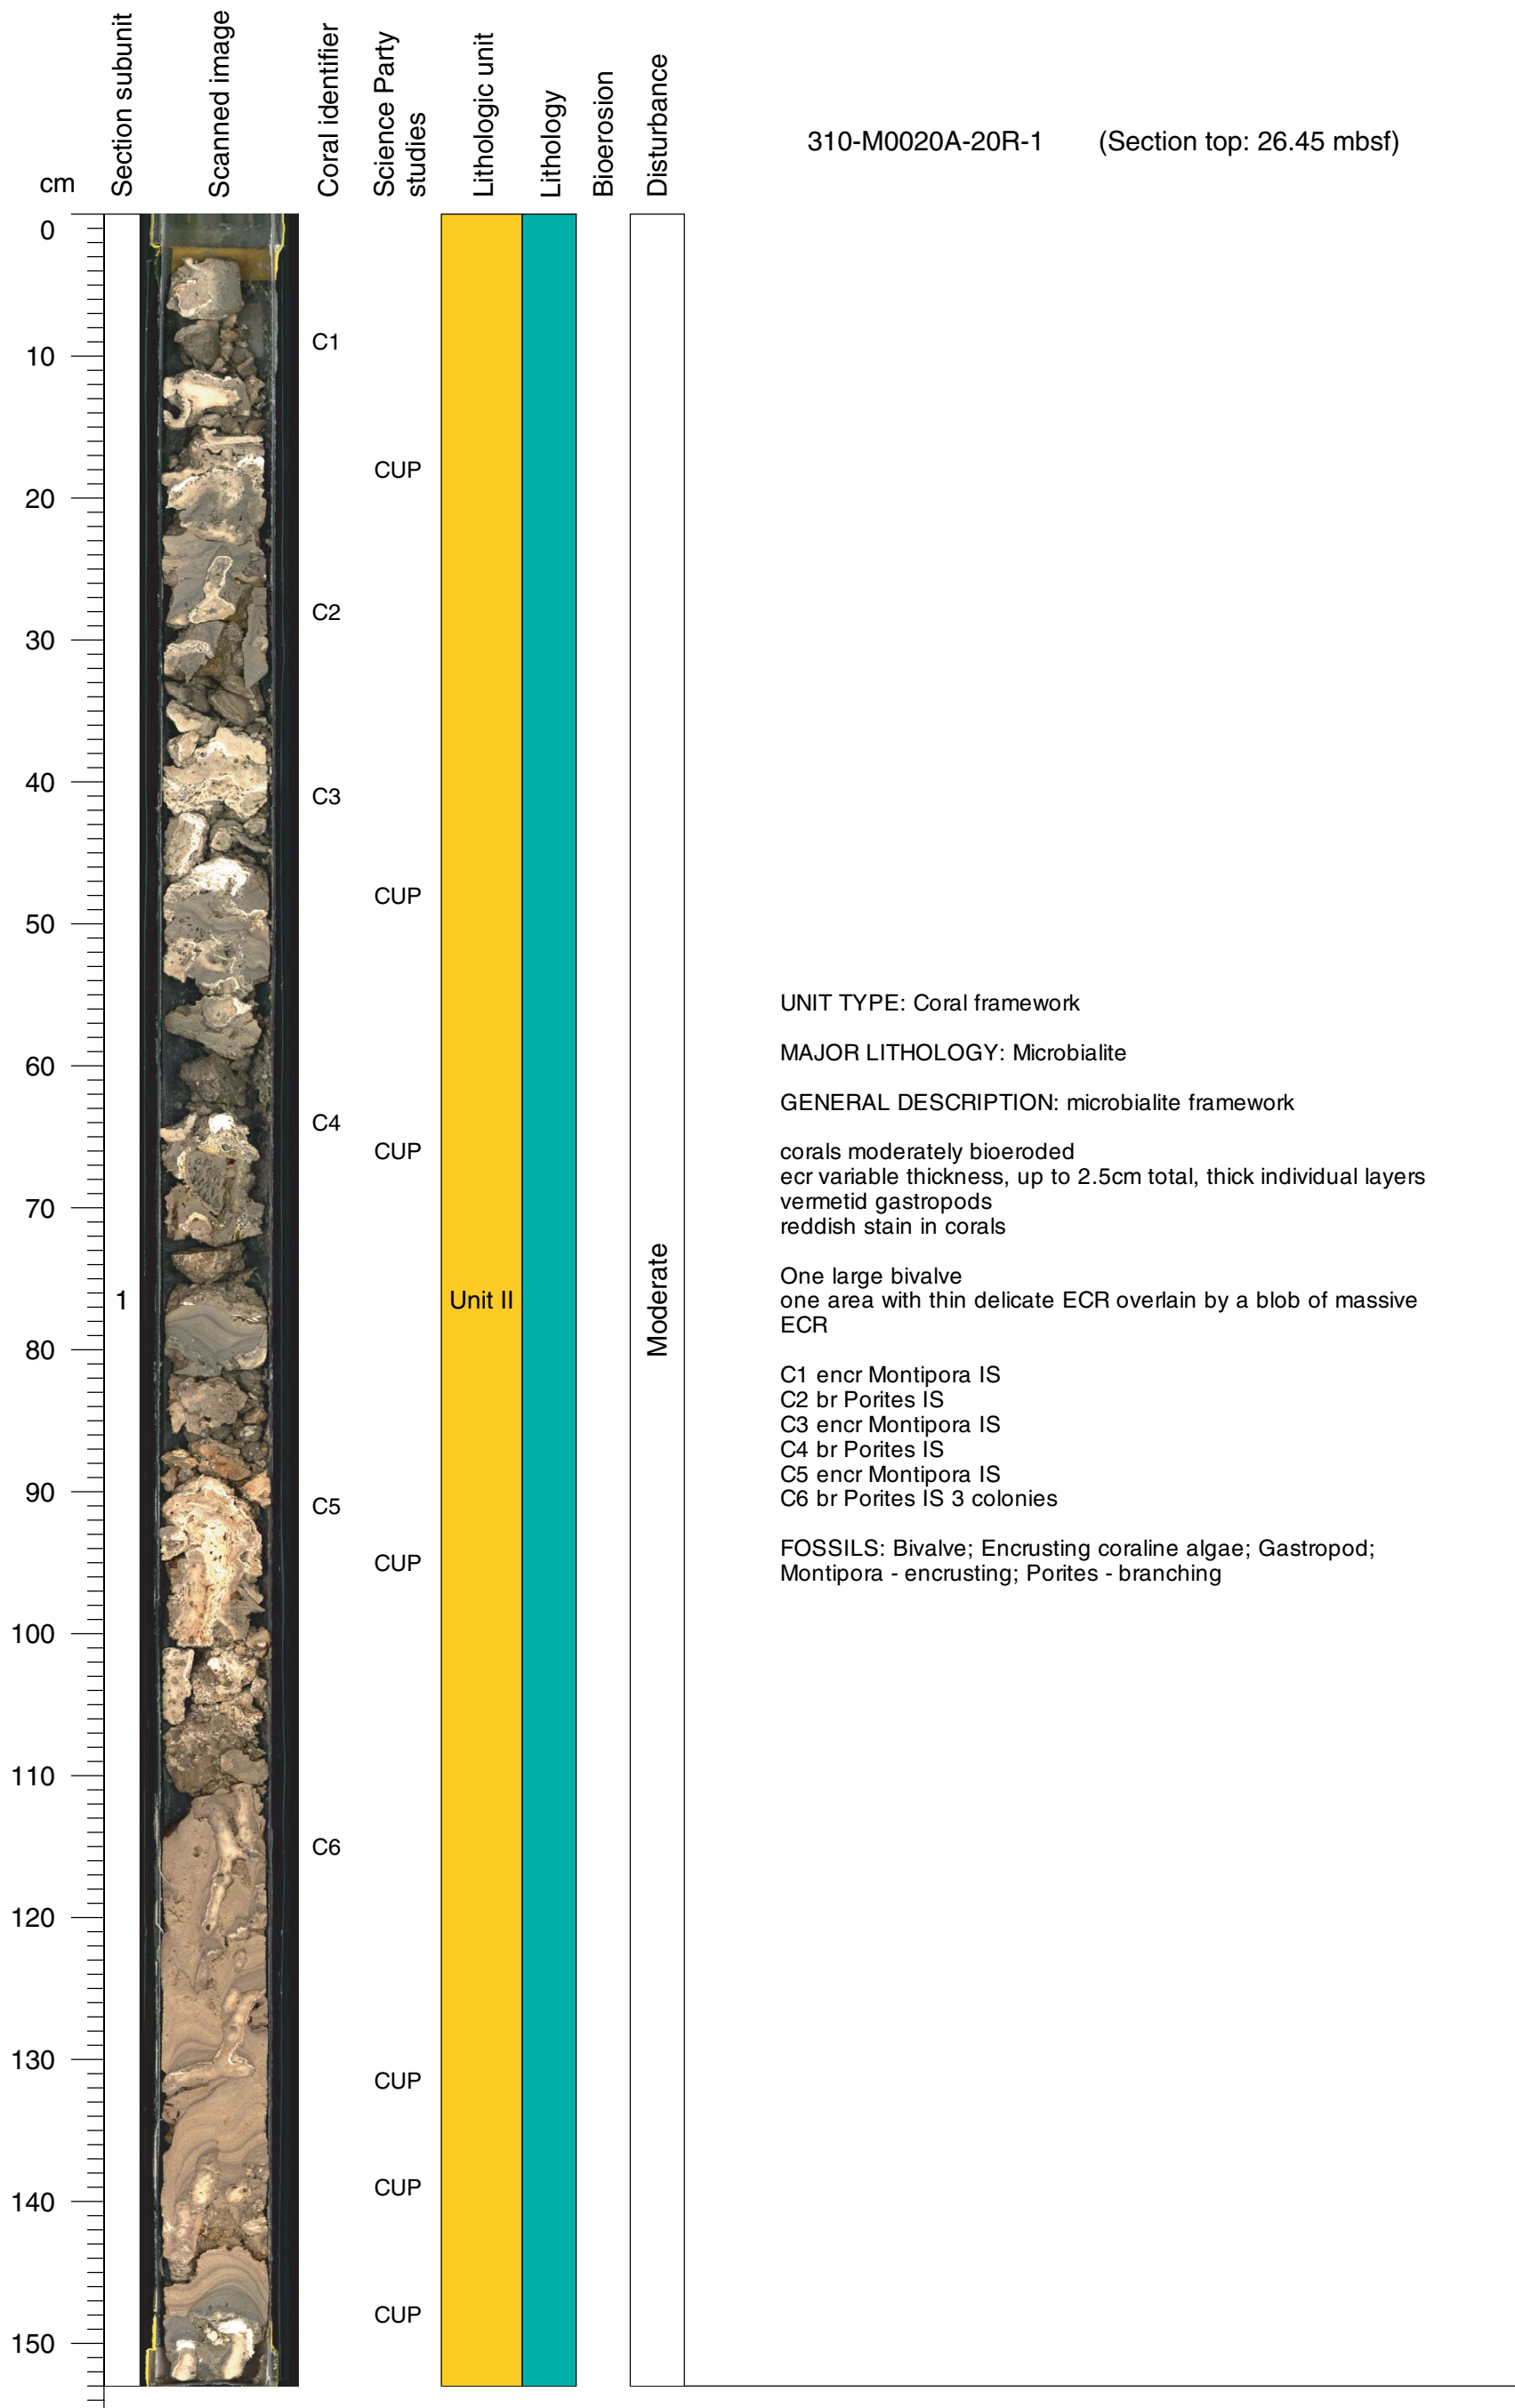 cm
Section subunit
Scanned image
Coral identifier
Science Party
studies
Lithologic unit
Lithology
Bioerosion
Disturbance
310-M0020A-20R-1 (Section top: 26.45 mbsf)
0
C1
10
CUP
20
C2
30
40
C3
CUP
50
60
C4
CUP
70
1
Unit II
Moderate
80
90
C5
CUP
100
110
C6
120
130
CUP
CUP
140
CUP
150
UNIT TYPE: Coral framework
MAJOR LITHOLOGY: Microbialite
GENERAL DESCRIPTION: microbialite framework
corals moderately bioeroded
ecr variable thickness, up to 2.5cm total, thick individual layers
vermetid gastropods
reddish stain in corals
One large bivalve
one area with thin delicate ECR overlain by a blob of massive
ECR
C1 encr Montipora IS
C2 br Porites IS
C3 encr Montipora IS
C4 br Porites IS
C5 encr Montipora IS
C6 br Porites IS 3 colonies
FOSSILS: Bivalve; Encrusting coraline algae; Gastropod;
Montipora - encrusting; Porites - branching